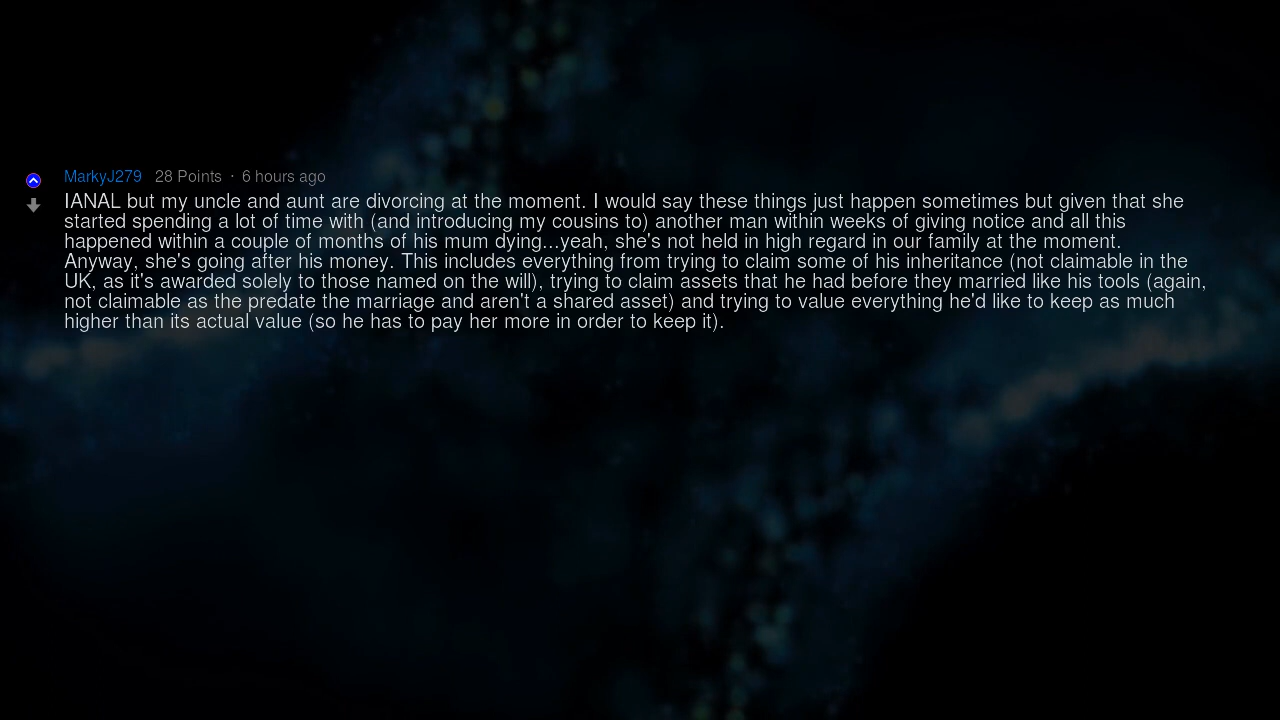 MarkyJ279 28 Points · 6 hours ago
IANAL but my uncle and aunt are divorcing at the moment. I would say these things just happen sometimes but given that she
started spending a lot of time with (and introducing my cousins to) another man within weeks of giving notice and all this
happened within a couple of months of his mum dying...yeah, she's not held in high regard in our family at the moment.
Anyway, she's going after his money. This includes everything from trying to claim some of his inheritance (not claimable in the
UK, as it's awarded solely to those named on the will), trying to claim assets that he had before they married like his tools (again,
not claimable as the predate the marriage and aren't a shared asset) and trying to value everything he'd like to keep as much
higher than its actual value (so he has to pay her more in order to keep it).